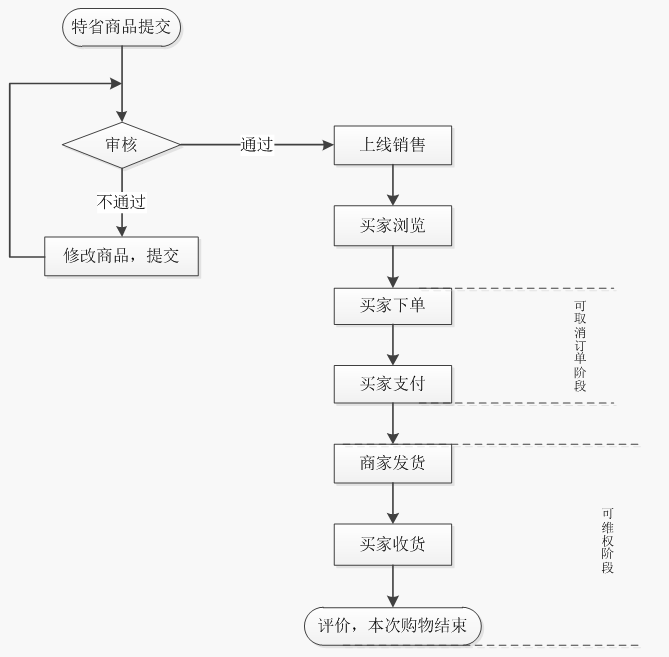 特省商品提交
审核
通过
上线销售
不通过
买家浏览
修改商品，提交
买家下单
可取消订单阶段
买家支付
商家发货
可维权阶段
买家收货
评价，本次购物结束